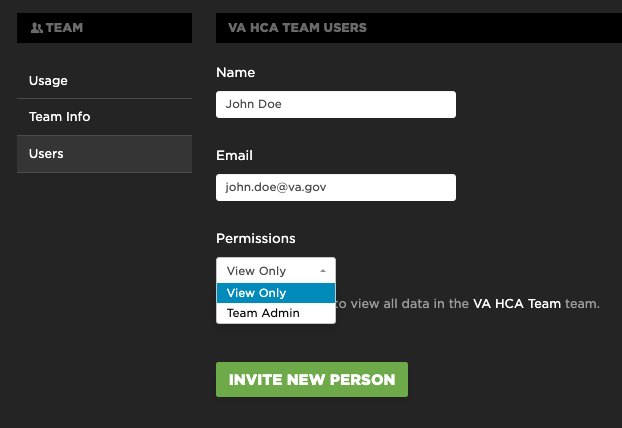 TEAM
Usage
Team Info
Users
VA HCA TEAM USERS
Name
John Doe
Email
john.doe@va.gov
Permissions
View Only
View Only
Team Admin
to view all data in the VA HCA Team team.
INVITE NEW PERSON